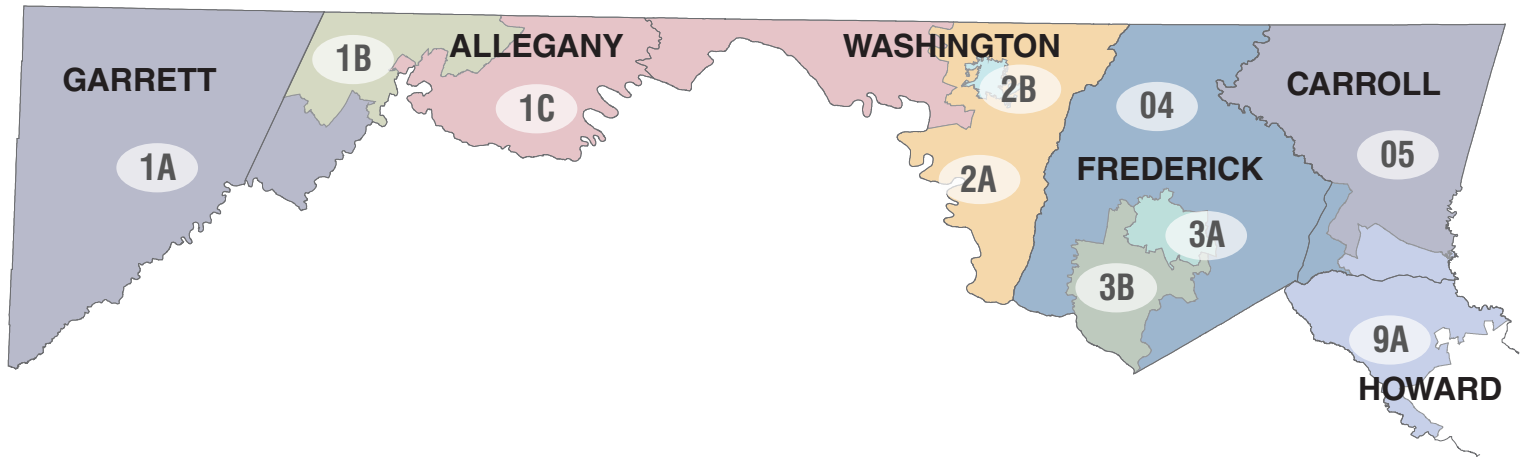 GARRETT
1A
1B
ALLEGANY
1C
WASHINGTON
2B
2A
04
FREDERICK
3A
3B
CARROLL
05
9A
HOWARD